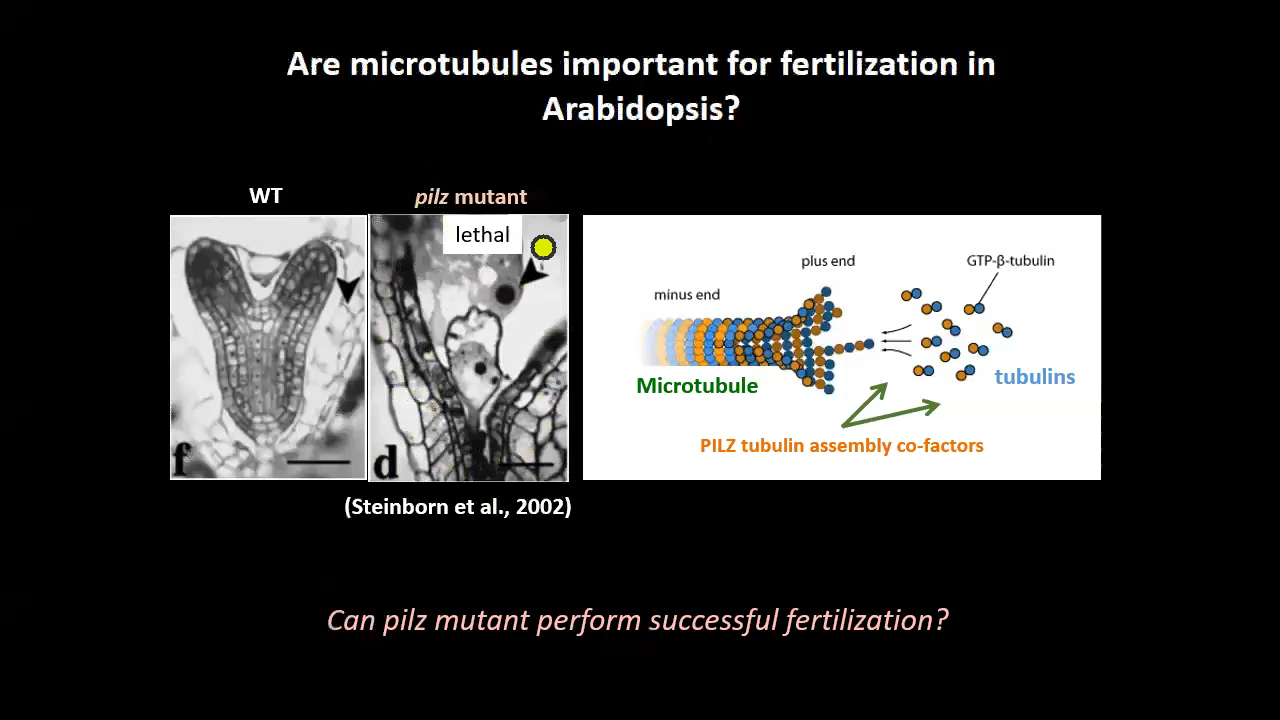 Are microtubules important for fertilization in
Arabidopsis?
WT
pilz mutant
lethal
f
d
(Steinborn et al., 2002)
plus end
GTP-β-tubulin
minus end
Microtubule
tubulins
PILZ tubulin assembly co-factors
Can pilz mutant perform successful fertilization?